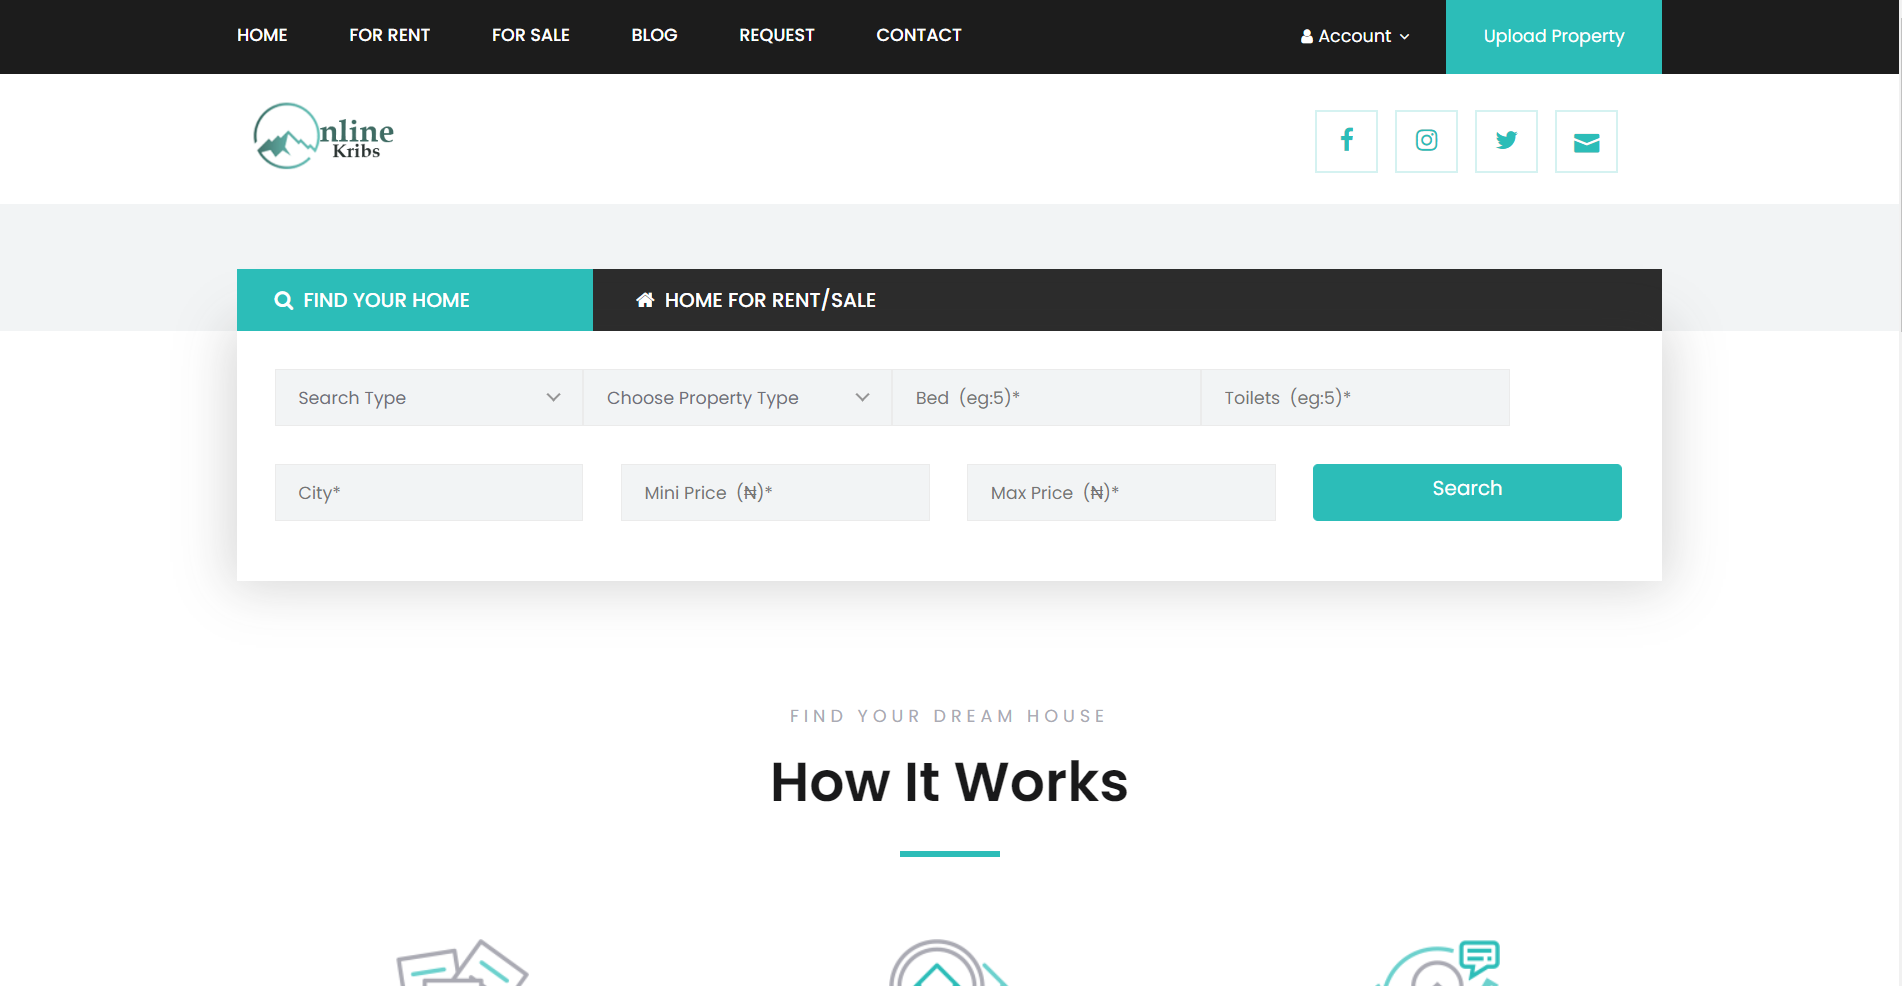 HOME FOR RENT FOR SALE BLOG REQUEST CONTACT Account Upload Property
nline
Kribs
FIND YOUR HOME HOME FOR RENT/SALE
Search Type Choose Property Type Bed (eg:5)* Toilets (eg:5)*
City* Mini Price (₦)* Max Price (₦)* Search
FIND YOUR DREAM HOUSE
How It Works